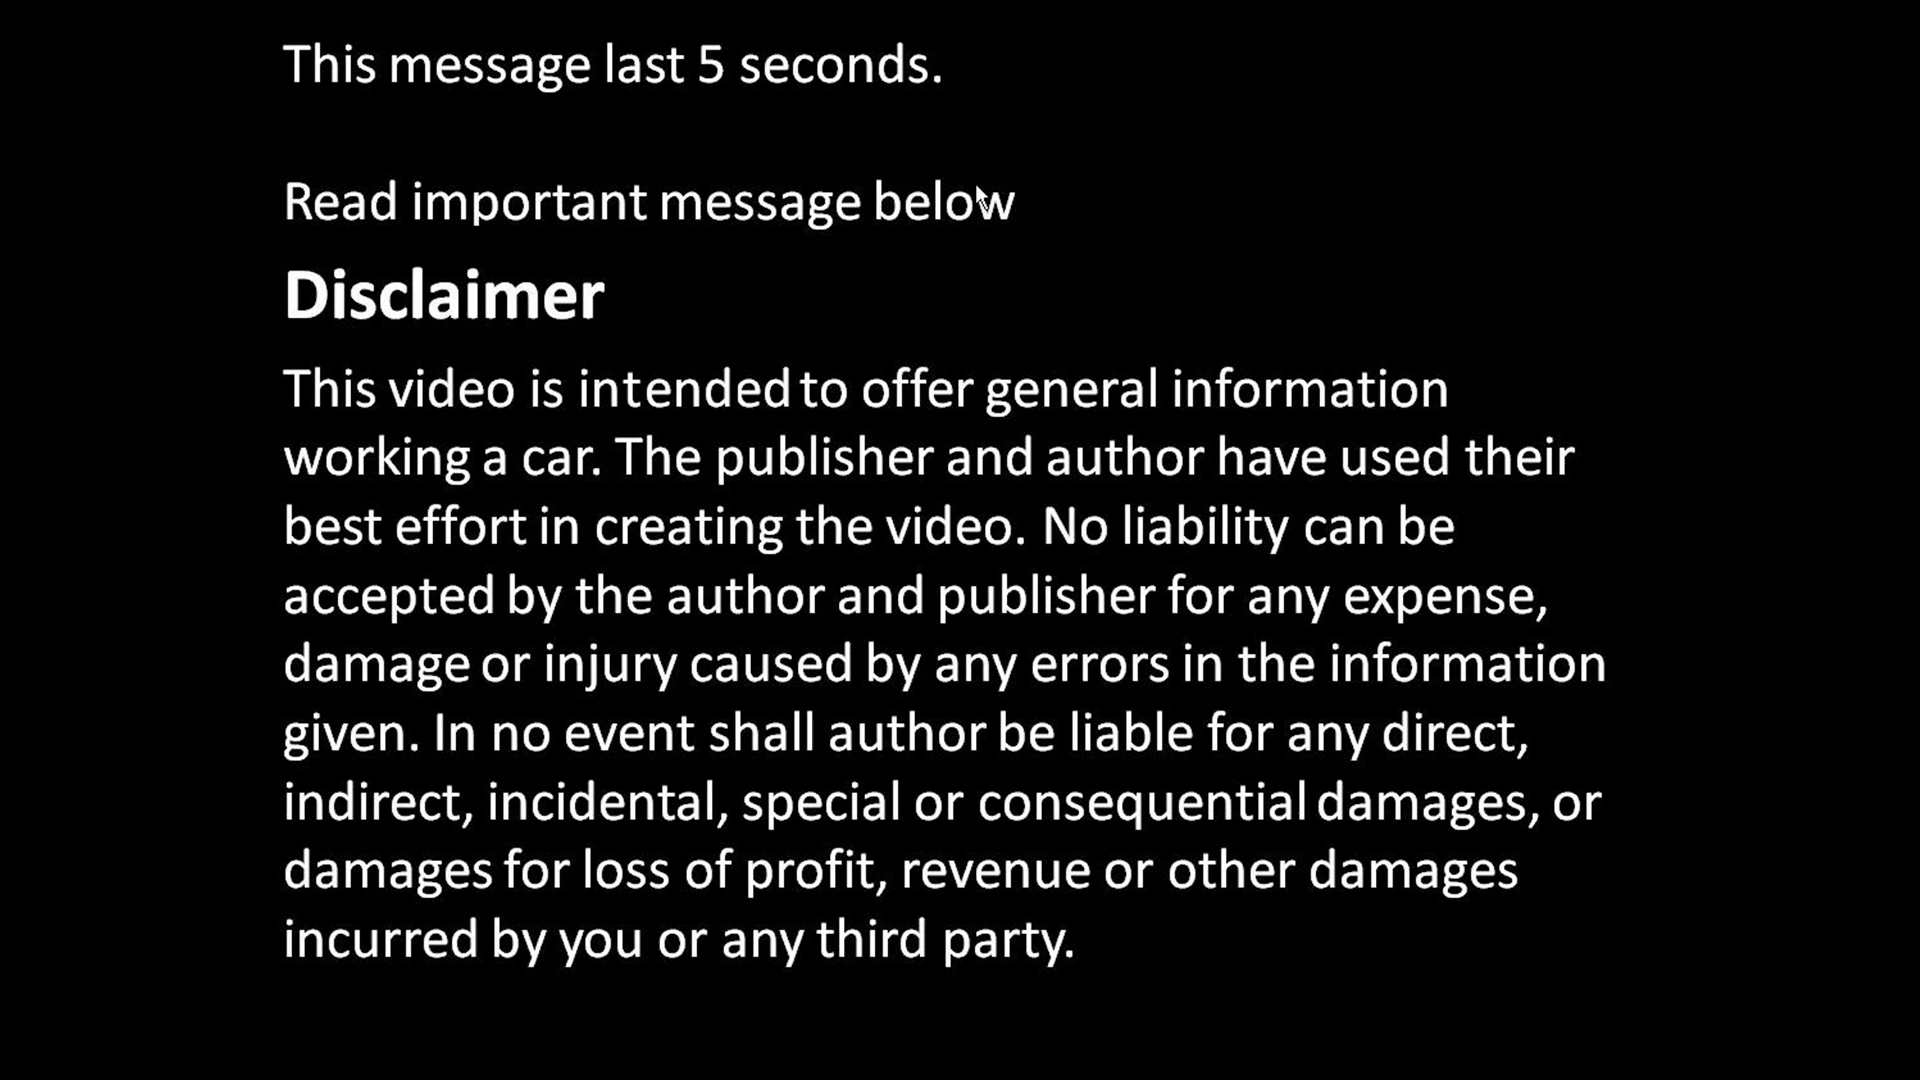 This message last 5 seconds.
Read important message below
Disclaimer
This video is intended to offer general information
working a car. The publisher and author have used their
best effort in creating the video. No liability can be
accepted by the author and publisher for any expense,
damage or injury caused by any errors in the information
given. In no event shall author be liable for any direct,
indirect, incidental, special or consequential damages, or
damages for loss of profit, revenue or other damages
incurred by you or any third party.